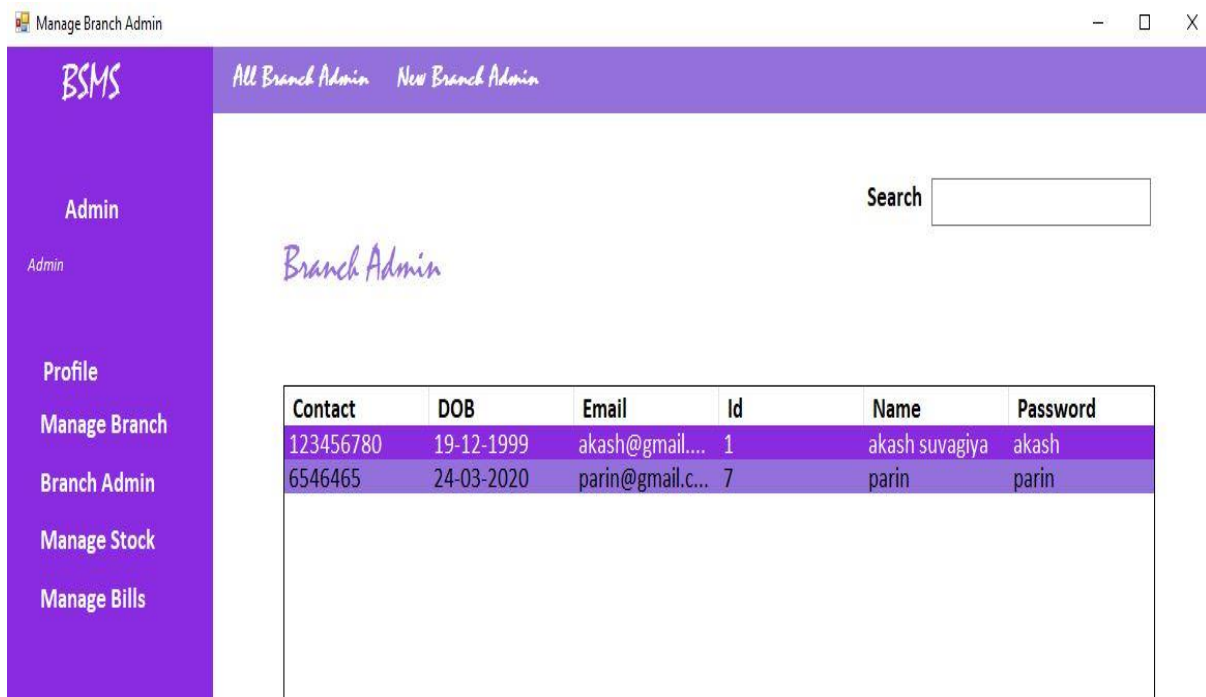 Manage Branch Admin
BSMS
All Branch Admin New Branch Admin
Search
Admin
Admin
Branch Admin
Profile
Manage Branch
Branch Admin
Manage Stock
Manage Bills
Contact DOB Email Id Name Password
123456780 19-12-1999 akash@gmail.... 1 akash suvagiya akash
6546465 24-03-2020 parin@gmail.c... 7 parin parin